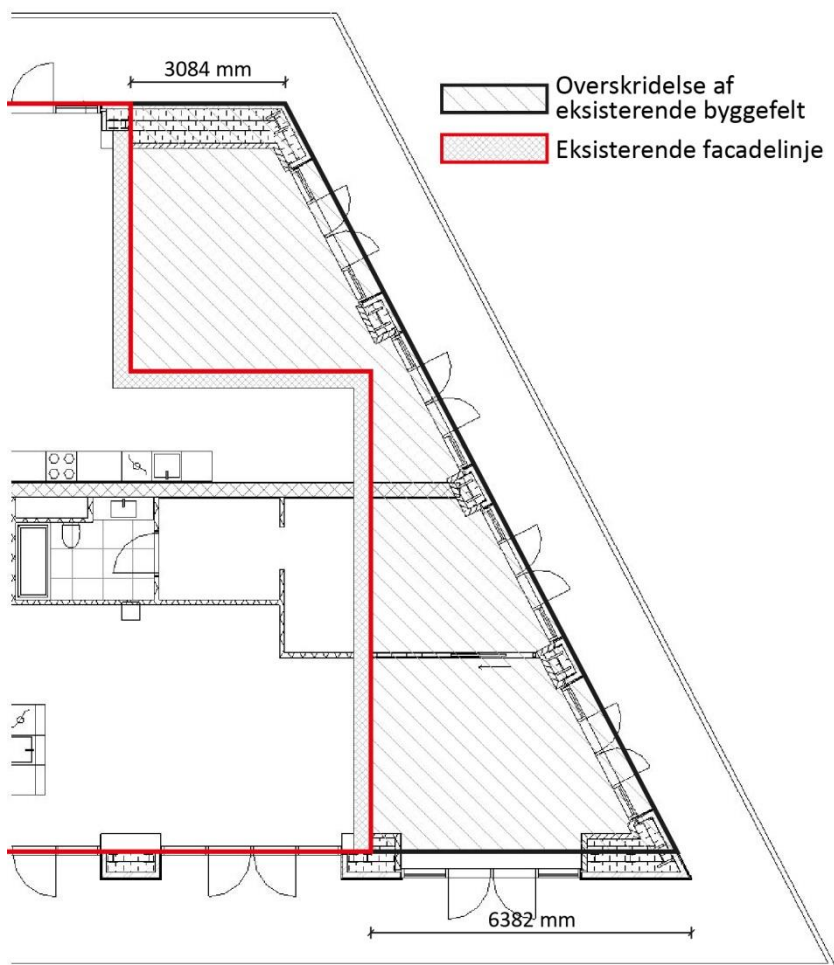 3084 mm
Overskridelse af
eksisterende byggefelt
Eksisterende facadelinje
6382 mm